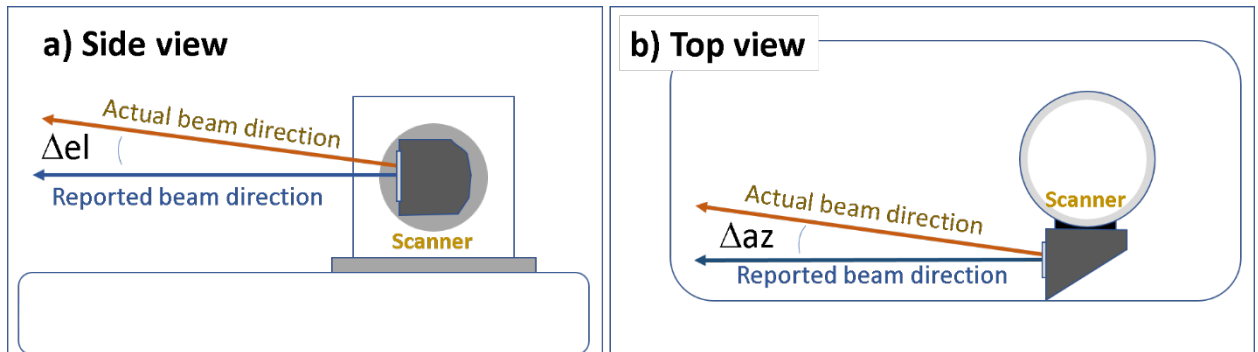 a) Side view
Actual beam direction
Δel
Reported beam direction
Scanner
b) Top view
Scanner
Actual beam direction
Δaz
Reported beam direction